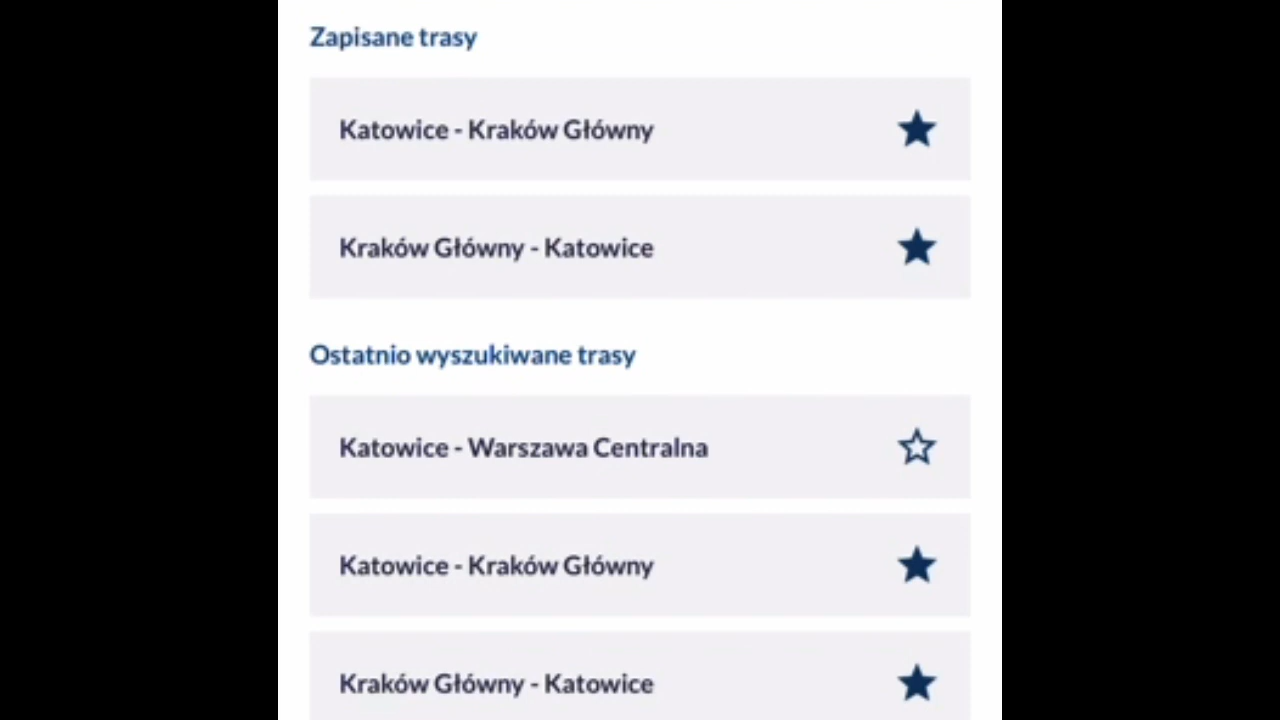 Zapisane trasy
Katowice - Kraków Główny
Kraków Główny - Katowice
Ostatnio wyszukiwane trasy
Katowice - Warszawa Centralna
Katowice - Kraków Główny
Kraków Główny - Katowice